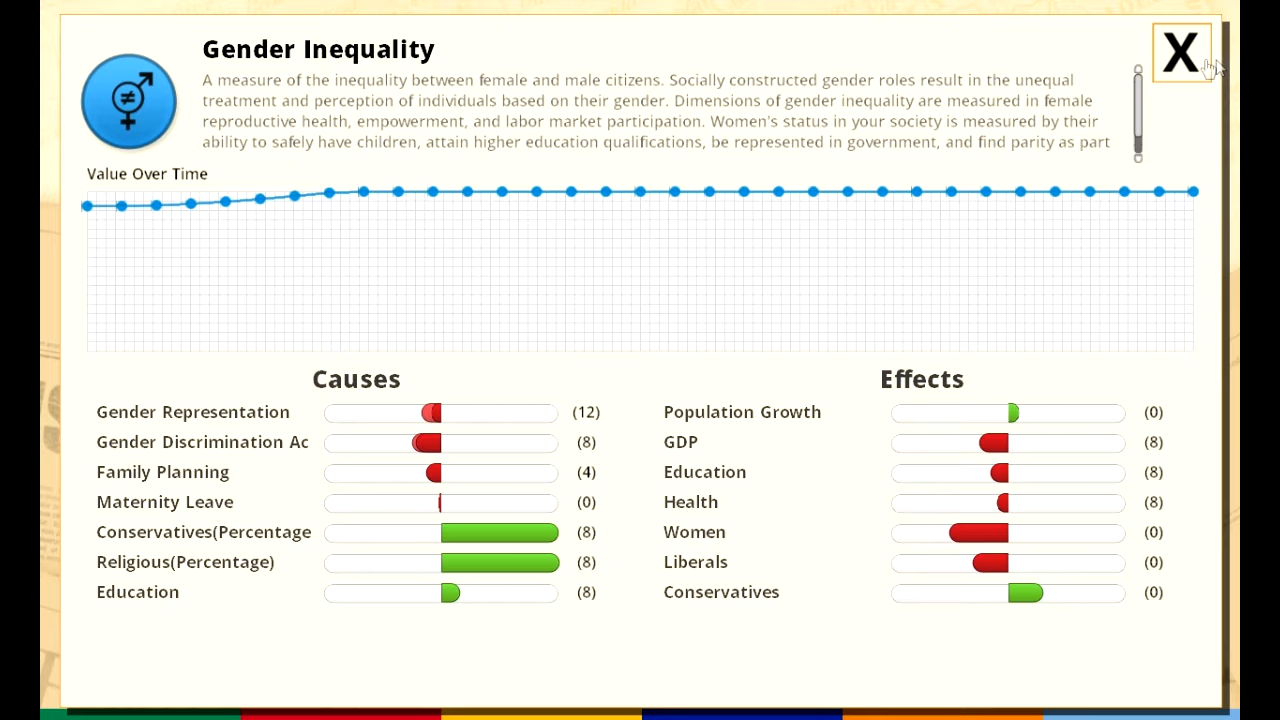 Gender Inequality
X
A measure of the inequality between female and male citizens. Socially constructed gender roles result in the unequal
treatment and perception of individuals based on their gender. Dimensions of gender inequality are measured in female
reproductive health, empowerment, and labor market participation. Women's status in your society is measured by their
ability to safely have children, attain higher education qualifications, be represented in government, and find parity as part
Value Over Time
Causes
Gender Representation (12)
Gender Discrimination Ac (8)
Family Planning (4)
Maternity Leave (0)
Conservatives(Percentage (8)
Religious(Percentage) (8)
Education (8)
Effects
Population Growth (0)
GDP (8)
Education (8)
Health (8)
Women (0)
Liberals (0)
Conservatives (0)